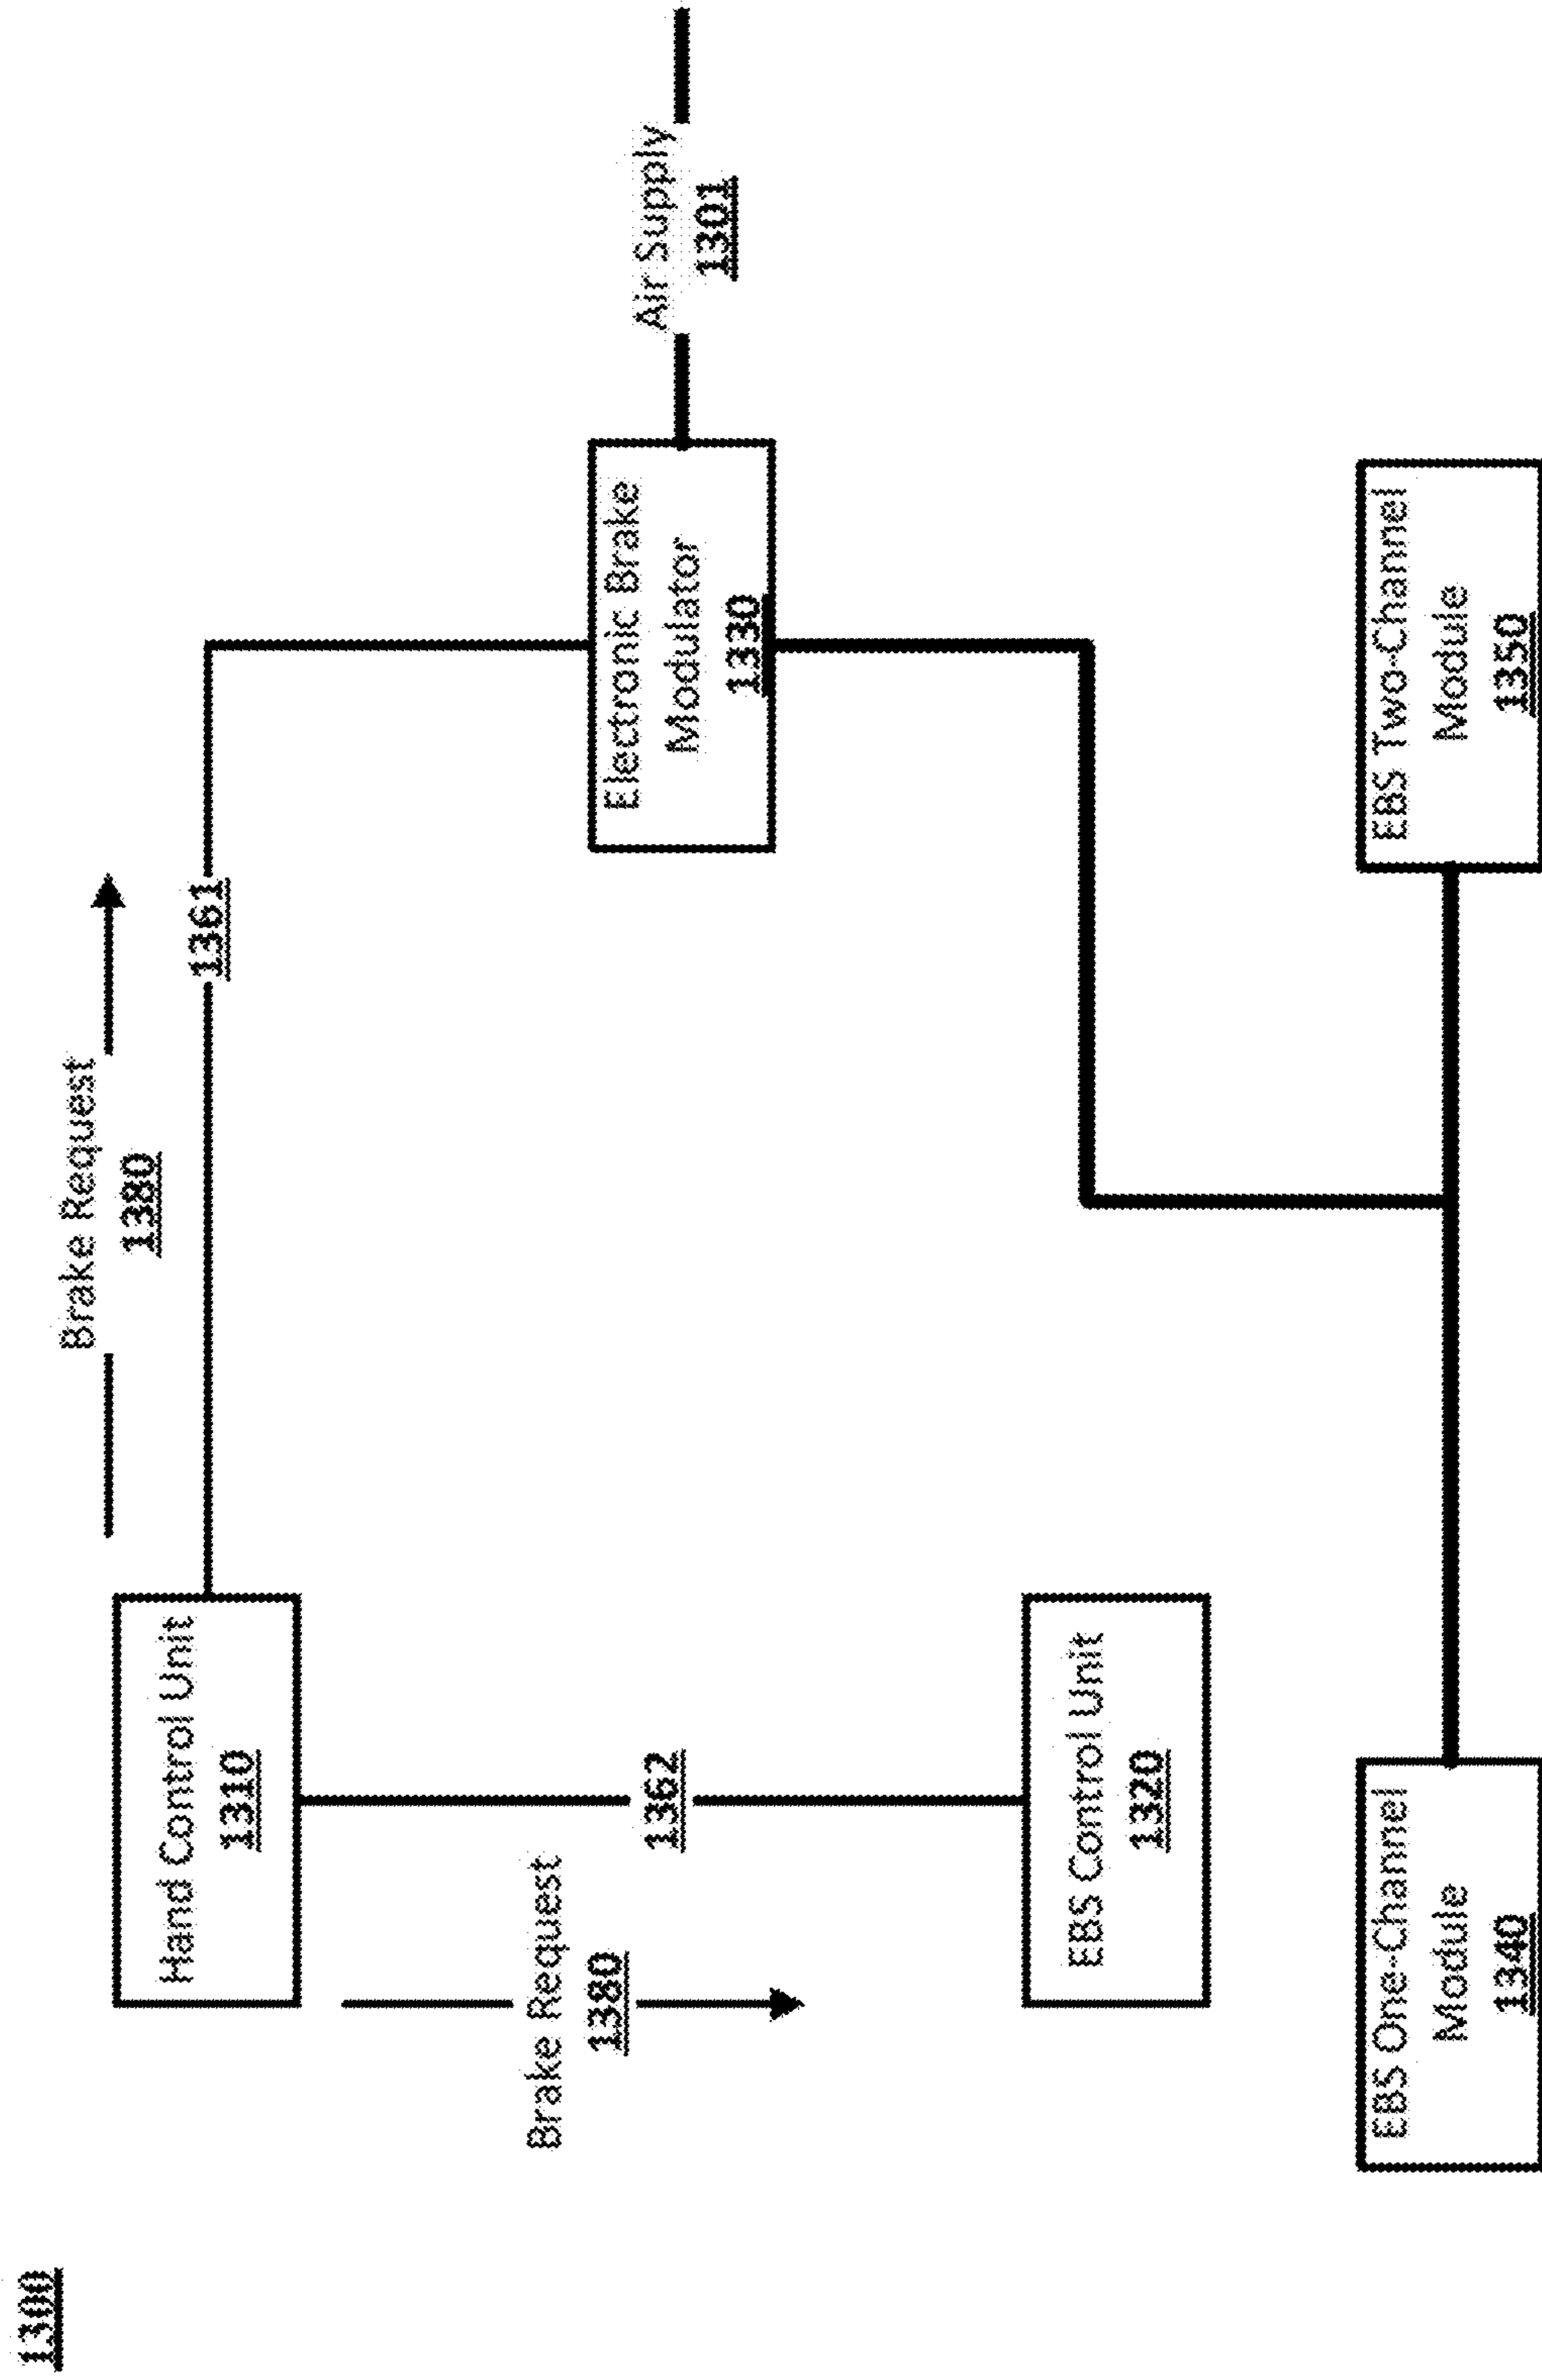 1300
Brake Request
1380
Hand Control Unit
1310
1361
Brake Request
1380
1362
Electronic Brake
Modulator
1330
Air Supply
1301
EBS Control Unit
1320
EBS One-Channel
Module
1340
EBS Two-Channel
Module
1350